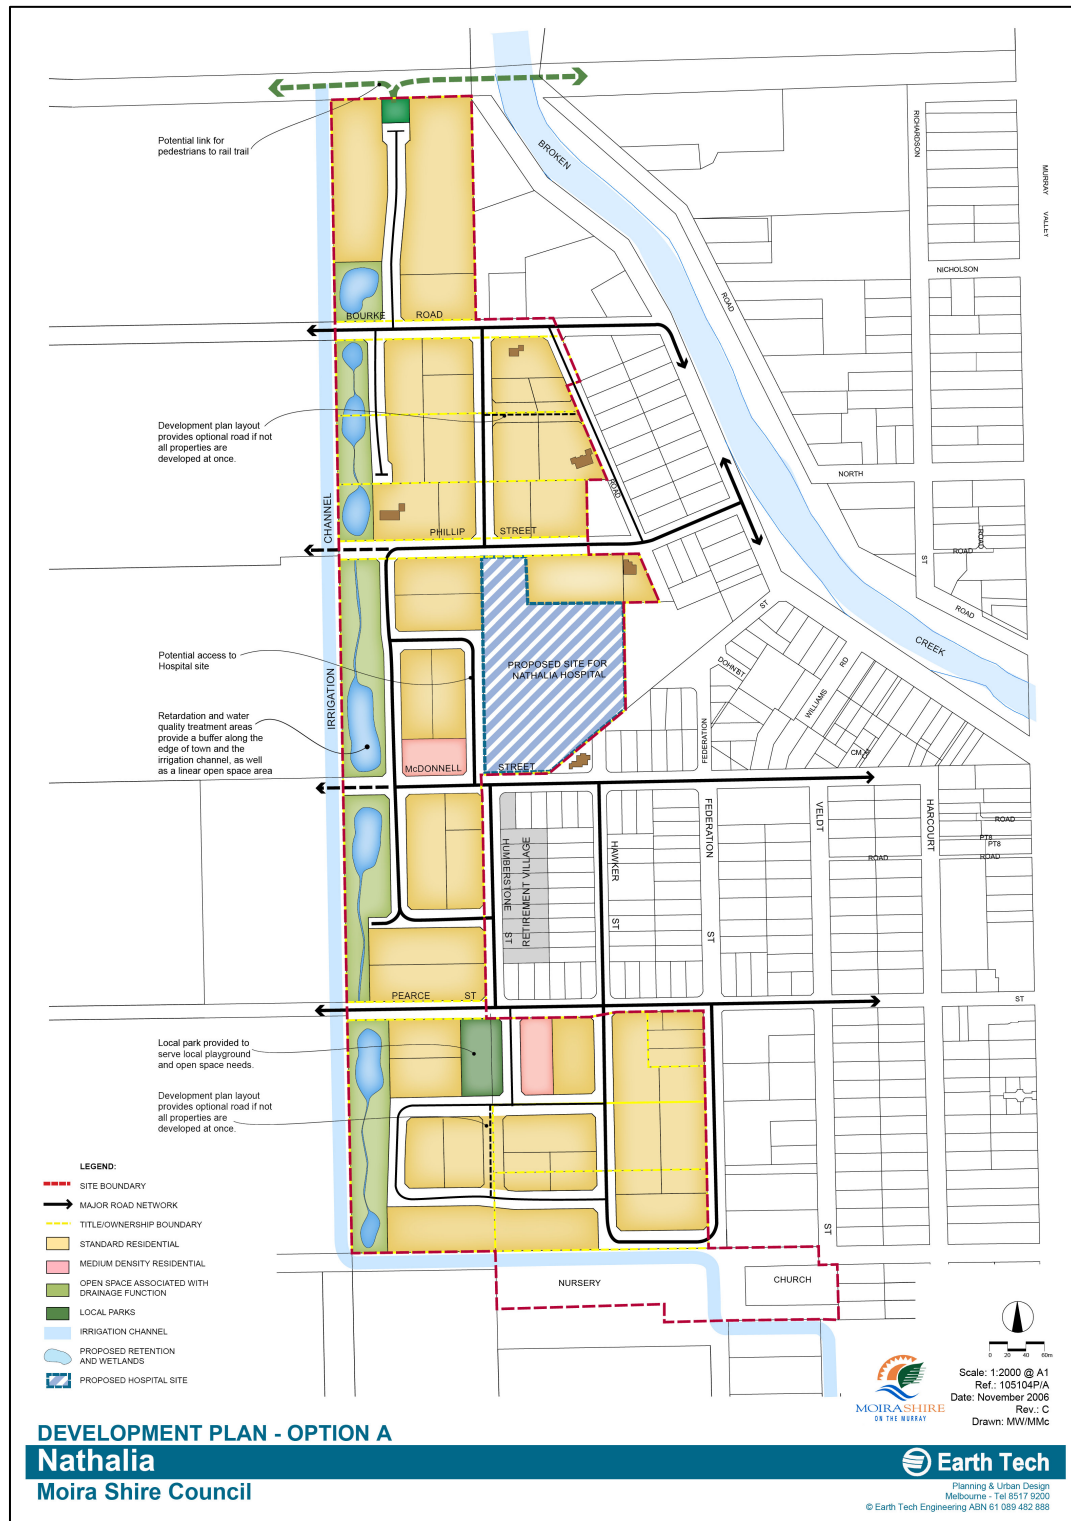 Potential link for
pedestrians to rail trail
BROKEN
RICHARDSON
MURRAY
VALLEY
NICHOLSON
ROAD
BOURKE
ROAD
Development plan layout
provides optional road if not
all properties are
developed at once.
NORTH
ROAD
CHANNEL
PHILLIP
STREET
ROAD
ROAD
ST
ROAD
ST
CREEK
Potential access to
Hospital site
PROPOSED SITE FOR
NATHALIA HOSPITAL
DOHN ST
RD
WILLIAMS
IRRIGATION
Retardation and water
quality treatment areas
provide a buffer along the
edge of town and the
irrigation channel, as well
as a linear open space area
FEDERATION
McDONNELL
STREET
HUMBERSTONE
ST
RETIREMENT VILLAGE
HAWKER
ST
FEDERATION
ST
VELDT
HARCOURT
ROAD
PT8
PT8
ROAD
ROAD
PEARCE
ST
ST
Local park provided to
serve local playground
and open space needs.
Development plan layout
provides optional road if not
all properties are
developed at once.
ST
LEGEND:
SITE BOUNDARY
MAJOR ROAD NETWORK
TITLE/OWNERSHIP BOUNDARY
STANDARD RESIDENTIAL
MEDIUM DENSITY RESIDENTIAL
OPEN SPACE ASSOCIATED WITH
DRAINAGE FUNCTION
LOCAL PARKS
IRRIGATION CHANNEL
PROPOSED RETENTION
AND WETLANDS
PROPOSED HOSPITAL SITE
NURSERY
CHURCH
0 20 40 60m
Scale: 1:2000 @ A1
Ref.: 105104P/A
Date: November 2006
Rev.: C
Drawn: MW/MMc
MOIRASHIRE
ON THE MURRAY
DEVELOPMENT PLAN - OPTION A
Nathalia
Moira Shire Council
Earth Tech
Planning & Urban Design
Melbourne - Tel 8517 9200
© Earth Tech Engineering ABN 61 089 482 888